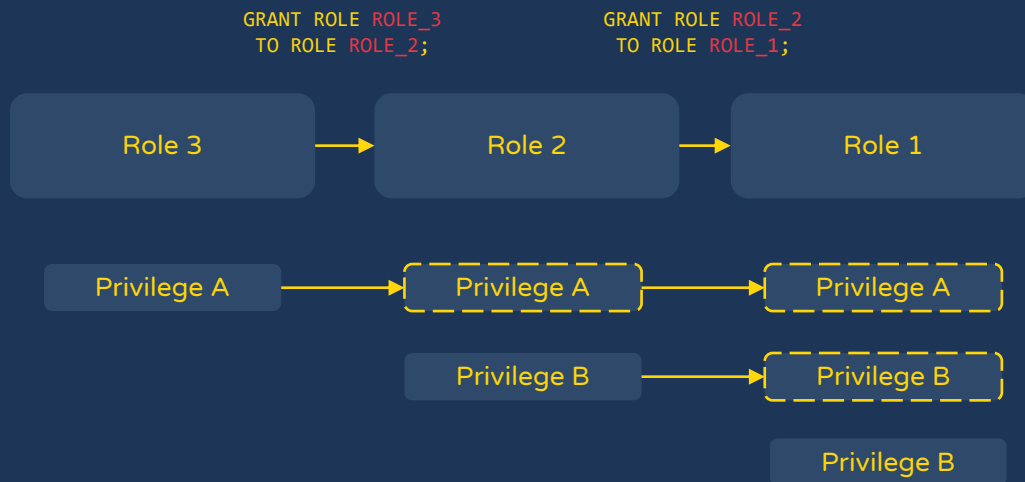 GRANT ROLE ROLE_3
TO ROLE ROLE_2;
GRANT ROLE ROLE_2
TO ROLE ROLE_1;
Role 3
Role 2
Role 1
Privilege A
Privilege A
Privilege A
Privilege B
Privilege B
Privilege B